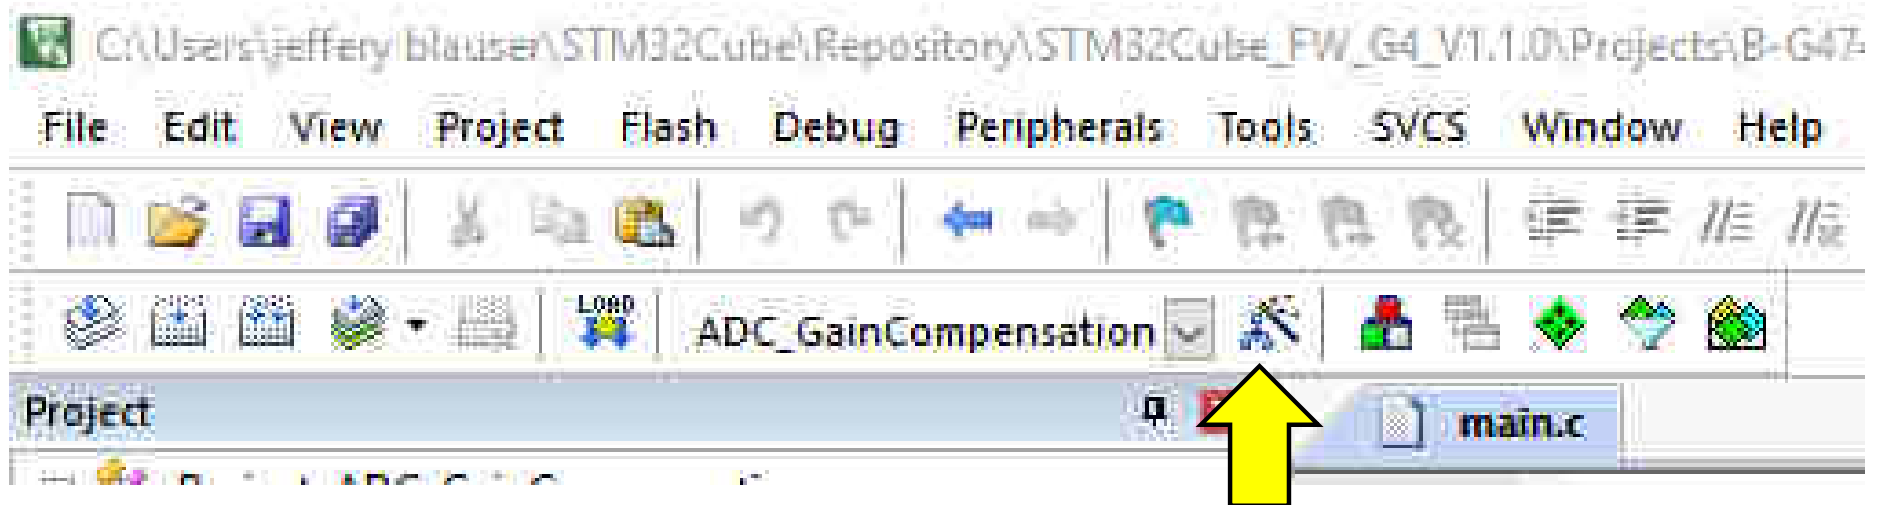 C:\Users\jeffery blauser\STM32Cube\Repository\STM32Cube_FW_G4_V1.1.0\Projects\B-G47
File Edit View Project Flash Debug Peripherals Tools SVCS Window Help
LOAD ADC_GainCompensation
Project main.c